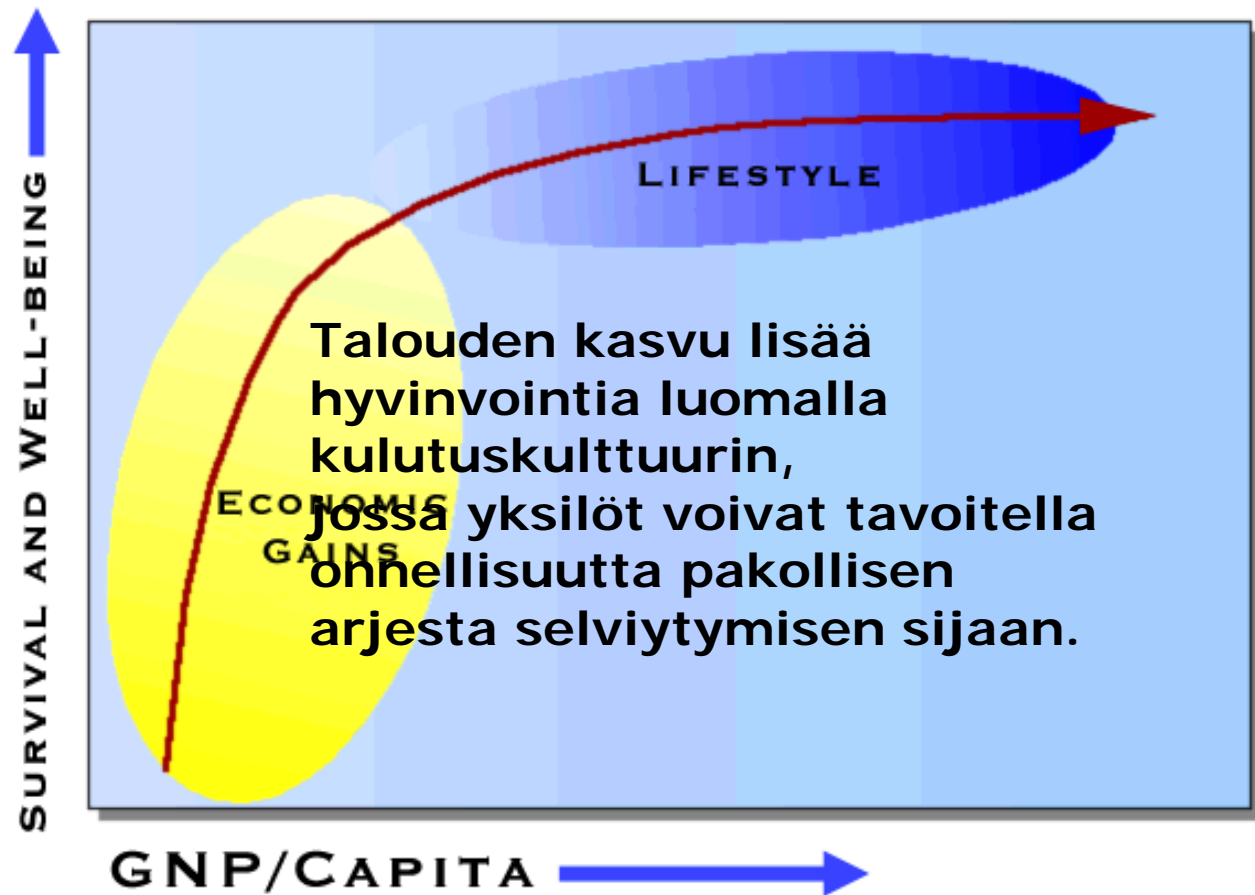 SURVIVAL AND WELL-BEING
LIFESTYLE
Talouden kasvu lisää
hyvinvointia luomalla
kulutuskulttuurin,
ECONOMIC
jossa yksilöt voivat tavoitella
GAINS
onnellisuutta pakollisen
arjesta selviytymisen sijaan.
GNP/CAPITA